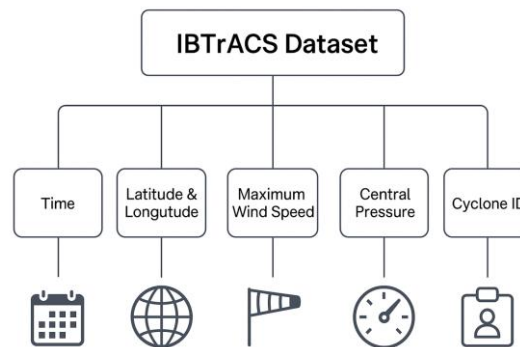 IBTrACS Dataset
Time
Latitude &
Longutude
Maximum
Wind Speed
Central
Pressure
Cyclone ID